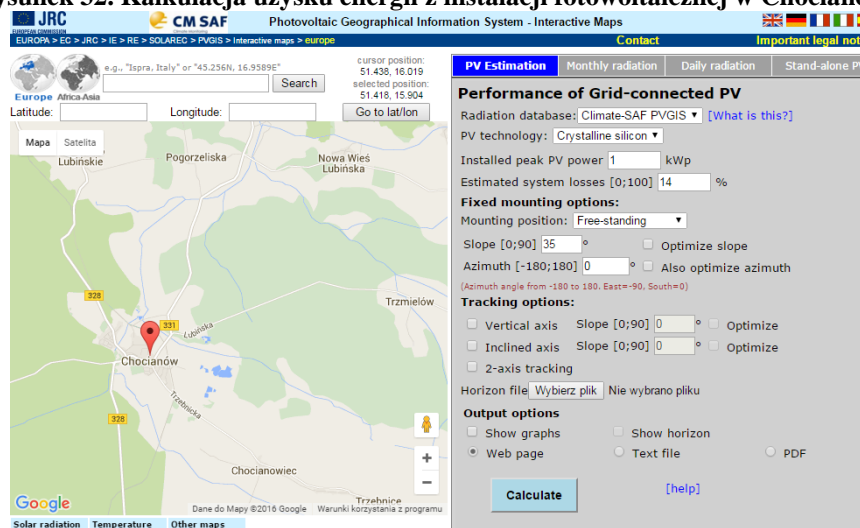 ysunek 32. Kalkulacja uzysku energii z instalacji fotowoltaicznej w Chociano
JRC
EUROPEAN COMMISSION
CM SAF
Photovoltaic Geographical Information System - Interactive Maps
EUROPA > EC > JRC > IE > RE > SOLAREC > PVGIS > Interactive maps > europe
Contact
Important legal not
e.g., "Ispra, Italy" or "45.256N, 16.9589E"
Search
cursor position:
51.438, 16.019
selected position:
51.418, 15.904
Europe Africa-Asia
Latitude:
Longitude:
Go to lat/lon
Mapa
Satelita
Lubińskie
Pogorzeliska
Nowa Wieś
Lubińska
328
331
Lubińska
Trzmielów
Chocianów
Trzebnicka
328
Chocianowiec
Trzebnice
Google
Dane do Mapy ©2016 Google
Warunki korzystania z programu
Solar radiation
Temperature
Other maps
PV Estimation
Monthly radiation
Daily radiation
Stand-alone P
Performance of Grid-connected PV
Radiation database: Climate-SAF PVGIS [What is this?]
PV technology: Crystalline silicon
Installed peak PV power 1 kWp
Estimated system losses [0;100] 14 %
Fixed mounting options:
Mounting position: Free-standing
Slope [0;90] 35 ° Optimize slope
Azimuth [-180;180] 0 ° Also optimize azimuth
(Azimuth angle from -180 to 180. East=-90, South=0)
Tracking options:
Vertical axis Slope [0;90] 0 ° Optimize
Inclined axis Slope [0;90] 0 ° Optimize
2-axis tracking
Horizon file Wybierz plik Nie wybrano pliku
Output options
Show graphs
Show horizon
Web page
Text file
PDF
Calculate
[help]